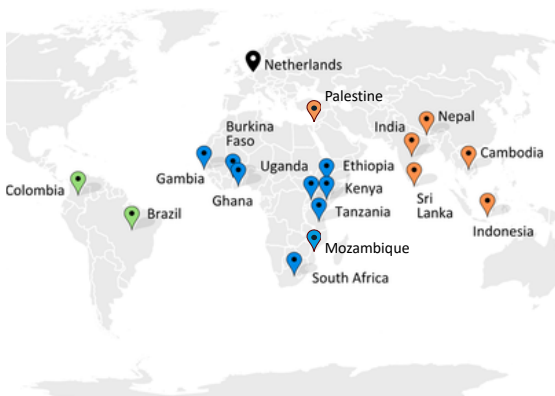 Netherlands
Palestine
Burkina
Faso
India
Nepal
Cambodia
Gambia
Uganda
Ethiopia
Colombia
Kenya
Ghana
Sri
Lanka
Brazil
Tanzania
Indonesia
Mozambique
South Africa